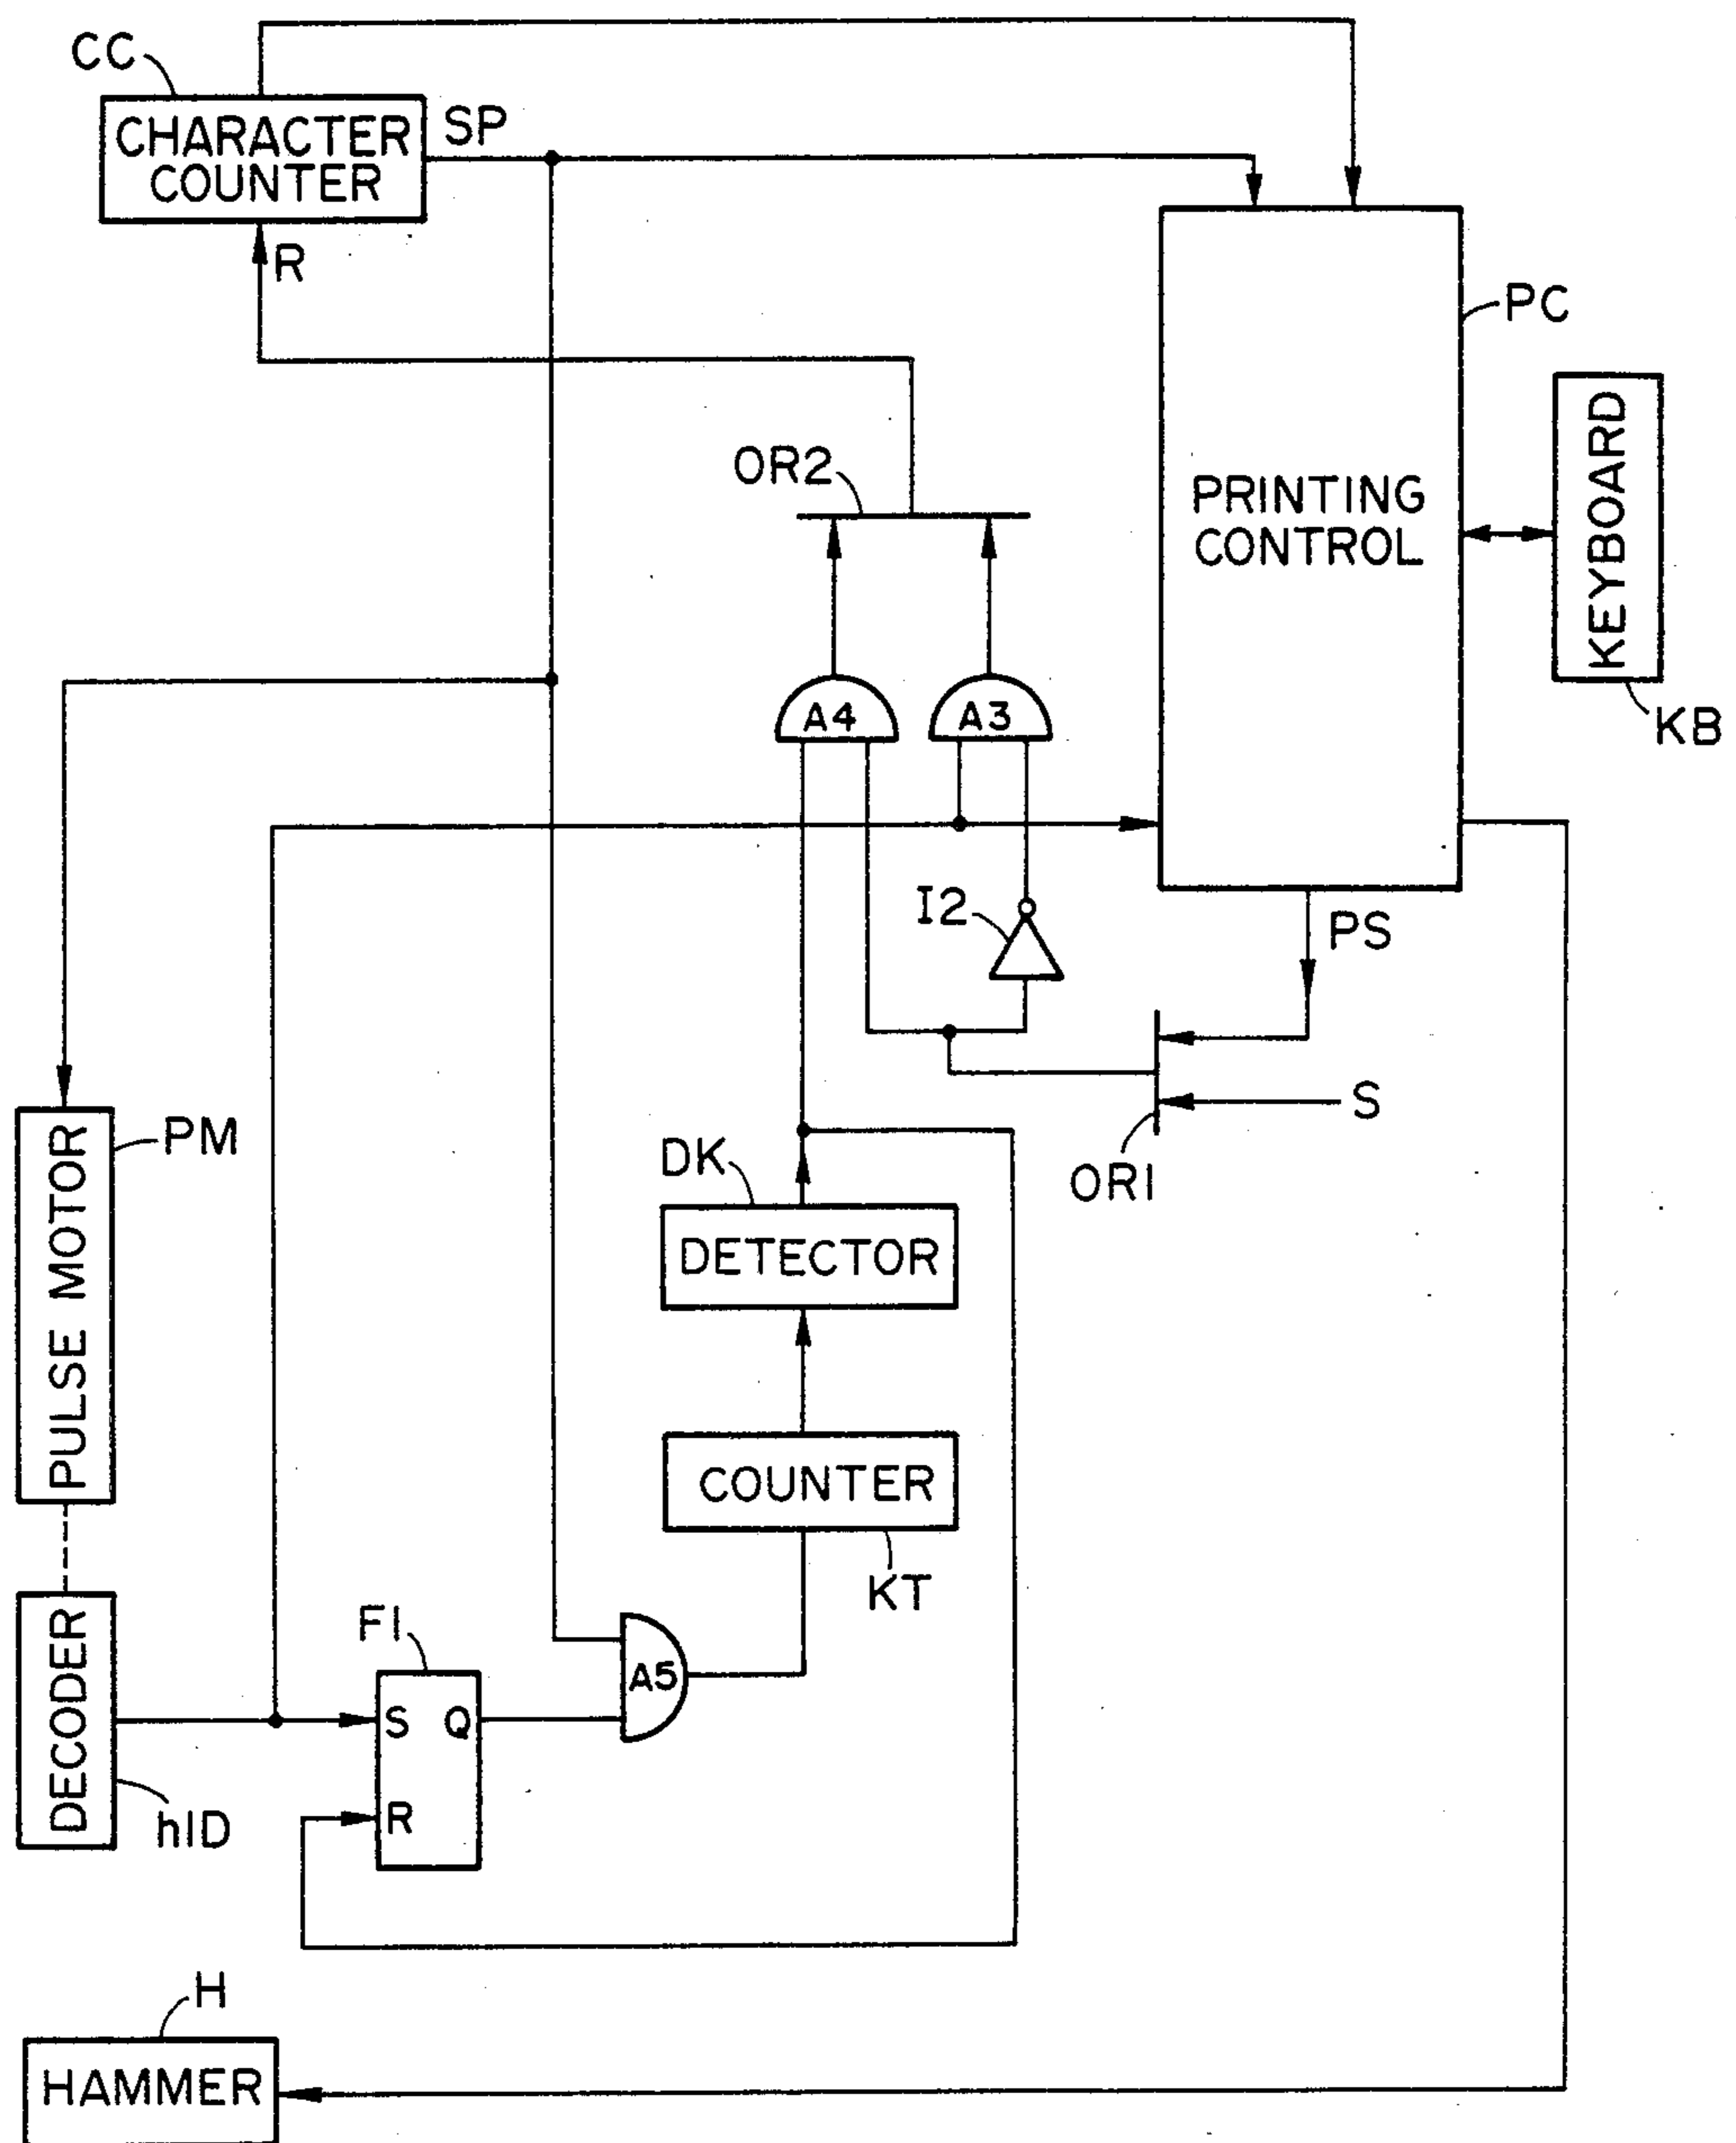 CC
CHARACTER
COUNTER
SP
R
PC
OR2
PRINTING
CONTROL
KEYBOARD
KB
A4
A3
I2
PS
S
OR1
PULSE MOTOR
PM
DK
DETECTOR
COUNTER
KT
DECODER
hID
F1
S
Q
R
A5
H
HAMMER